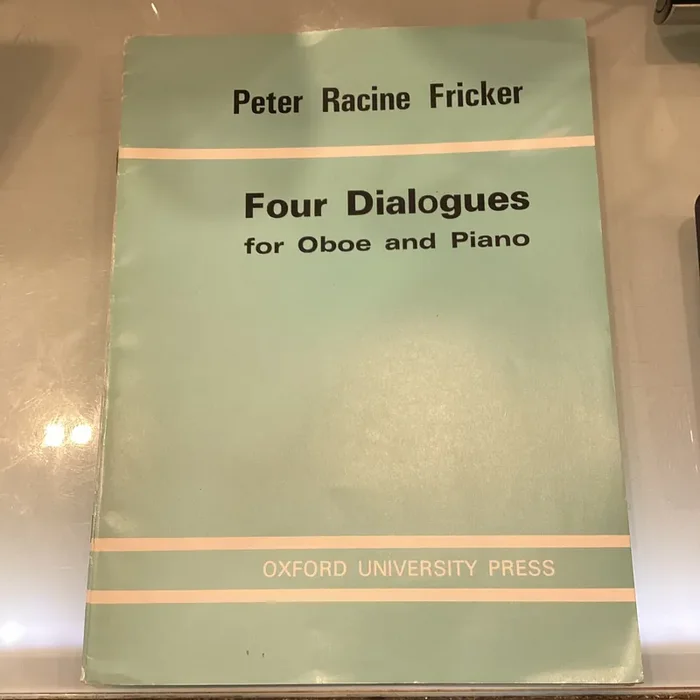 Peter Racine Fricker
Four Dialogues
for Oboe and Piano
OXFORD UNIVERSITY PRESS